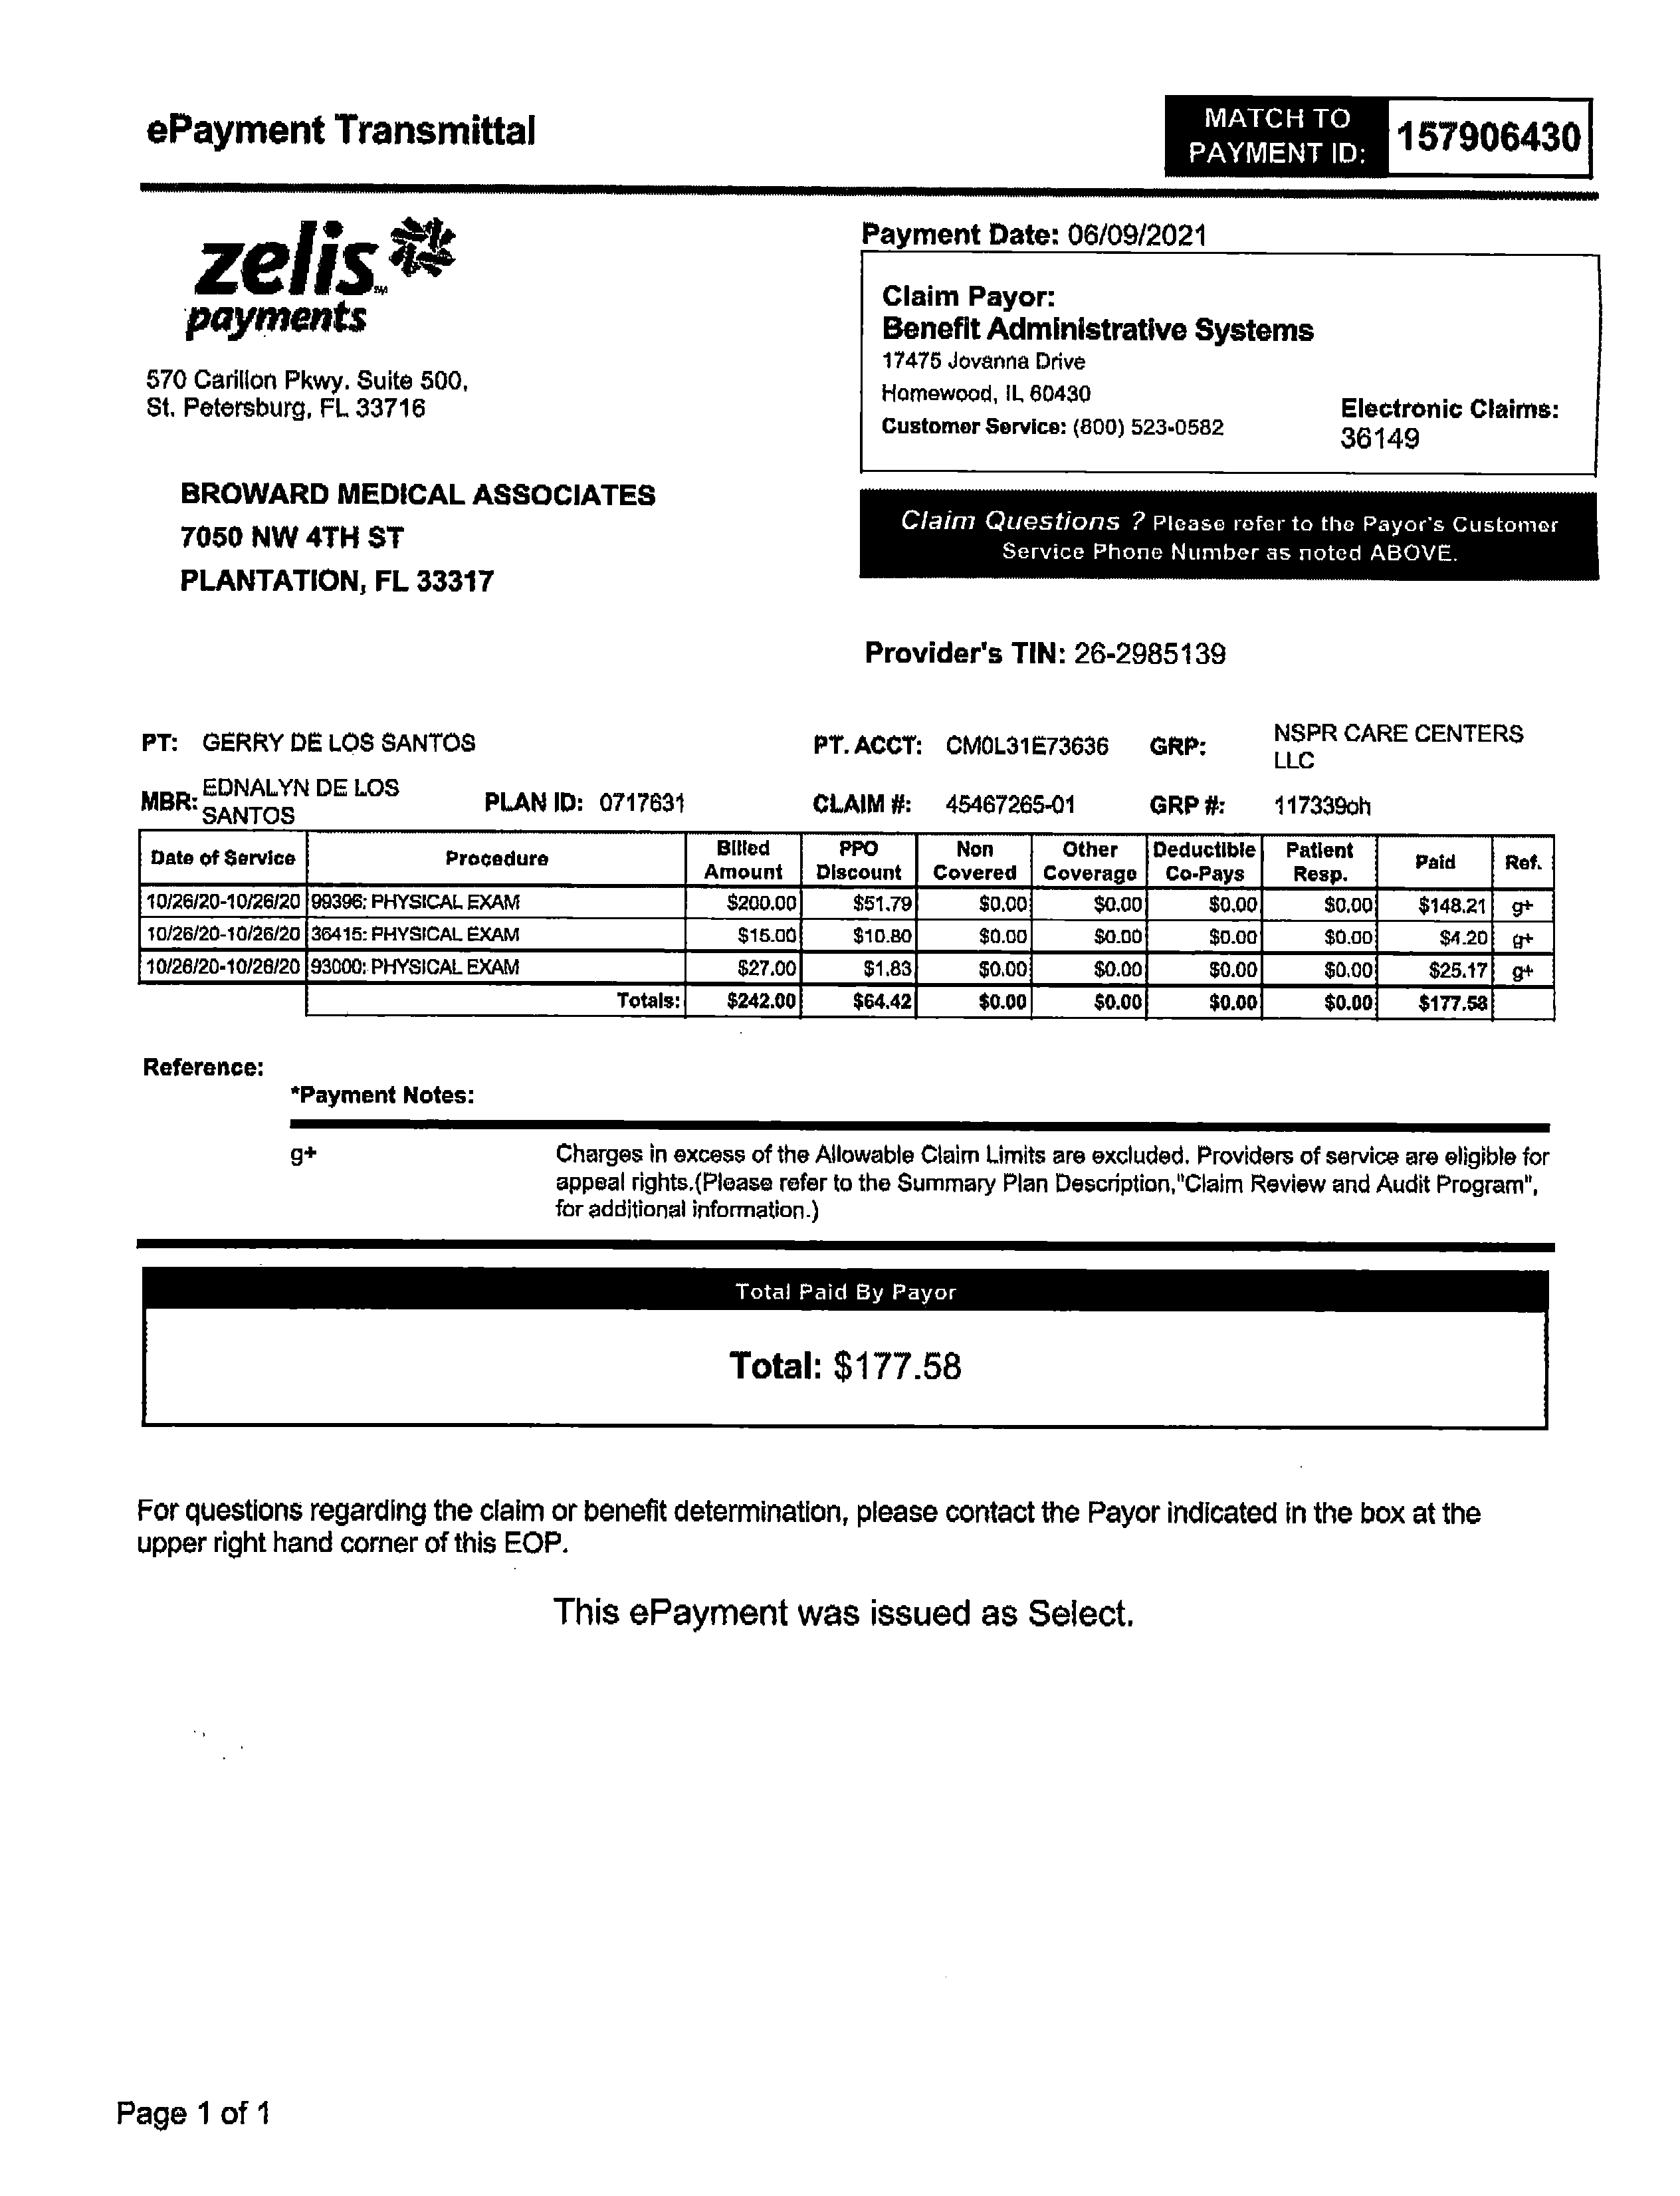 ePayment Transmittal
MATCH TO
PAYMENT ID:
157906430
zelis
payments
570 Carillon Pkwy. Suite 500,
St. Petersburg, FL 33716
Payment Date: 06/09/2021
Claim Payor:
Benefit Administrative Systems
17475 Jovanna Drive
Homewood, IL 60430
Customer Service: (800) 523-0582
Electronic Claims:
36149
BROWARD MEDICAL ASSOCIATES
7050 NW 4TH ST
PLANTATION, FL 33317
Claim Questions ? Please refer to the Payor's Customer
Service Phone Number as noted ABOVE.
Provider's TIN: 26-2985139
PT: GERRY DE LOS SANTOS PT. ACCT: CM0L31E73636 GRP: NSPR CARE CENTERS
LLC
MBR: EDNALYN DE LOS
SANTOS PLAN ID: 0717631 CLAIM #: 45467265-01 GRP #: 117339oh
Date of Service Procedure Billed Amount PPO Discount Non Covered Other Coverage Deductible Co-Pays Patient Resp. Paid Ref.
10/26/20-10/26/20 99396: PHYSICAL EXAM $200.00 $51.79 $0.00 $0.00 $0.00 $0.00 $148.21 g+
10/26/20-10/26/20 36415: PHYSICAL EXAM $15.00 $10.80 $0.00 $0.00 $0.00 $0.00 $4.20 g+
10/26/20-10/26/20 93000: PHYSICAL EXAM $27.00 $1.83 $0.00 $0.00 $0.00 $0.00 $25.17 g+
Totals: $242.00 $64.42 $0.00 $0.00 $0.00 $0.00 $177.58
Reference:
*Payment Notes:
g+ Charges in excess of the Allowable Claim Limits are excluded. Providers of service are eligible for
appeal rights.(Please refer to the Summary Plan Description,"Claim Review and Audit Program",
for additional information.)
Total Paid By Payor
Total: $177.58
For questions regarding the claim or benefit determination, please contact the Payor indicated in the box at the
upper right hand corner of this EOP.
This ePayment was issued as Select.
Page 1 of 1